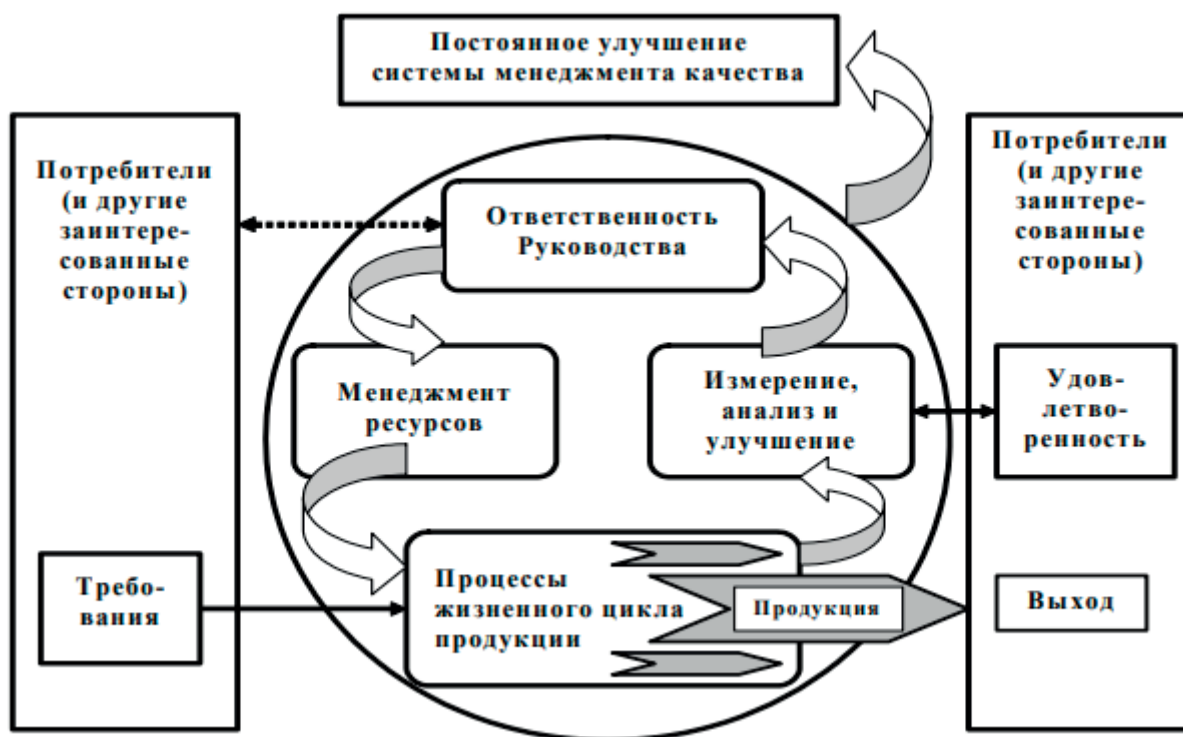 Постоянное улучшение
системы менеджмента качества
Потребители
(и другие
заинтере-
сованные
стороны)
Требо-
вания
Ответственность
Руководства
Менеджмент
ресурсов
Измерение,
анализ и
улучшение
Процессы
жизненного цикла
продукции
Продукция
Потребители
(и другие
заинтере-
сованные
стороны)
Удов-
летво-
ренность
Выход